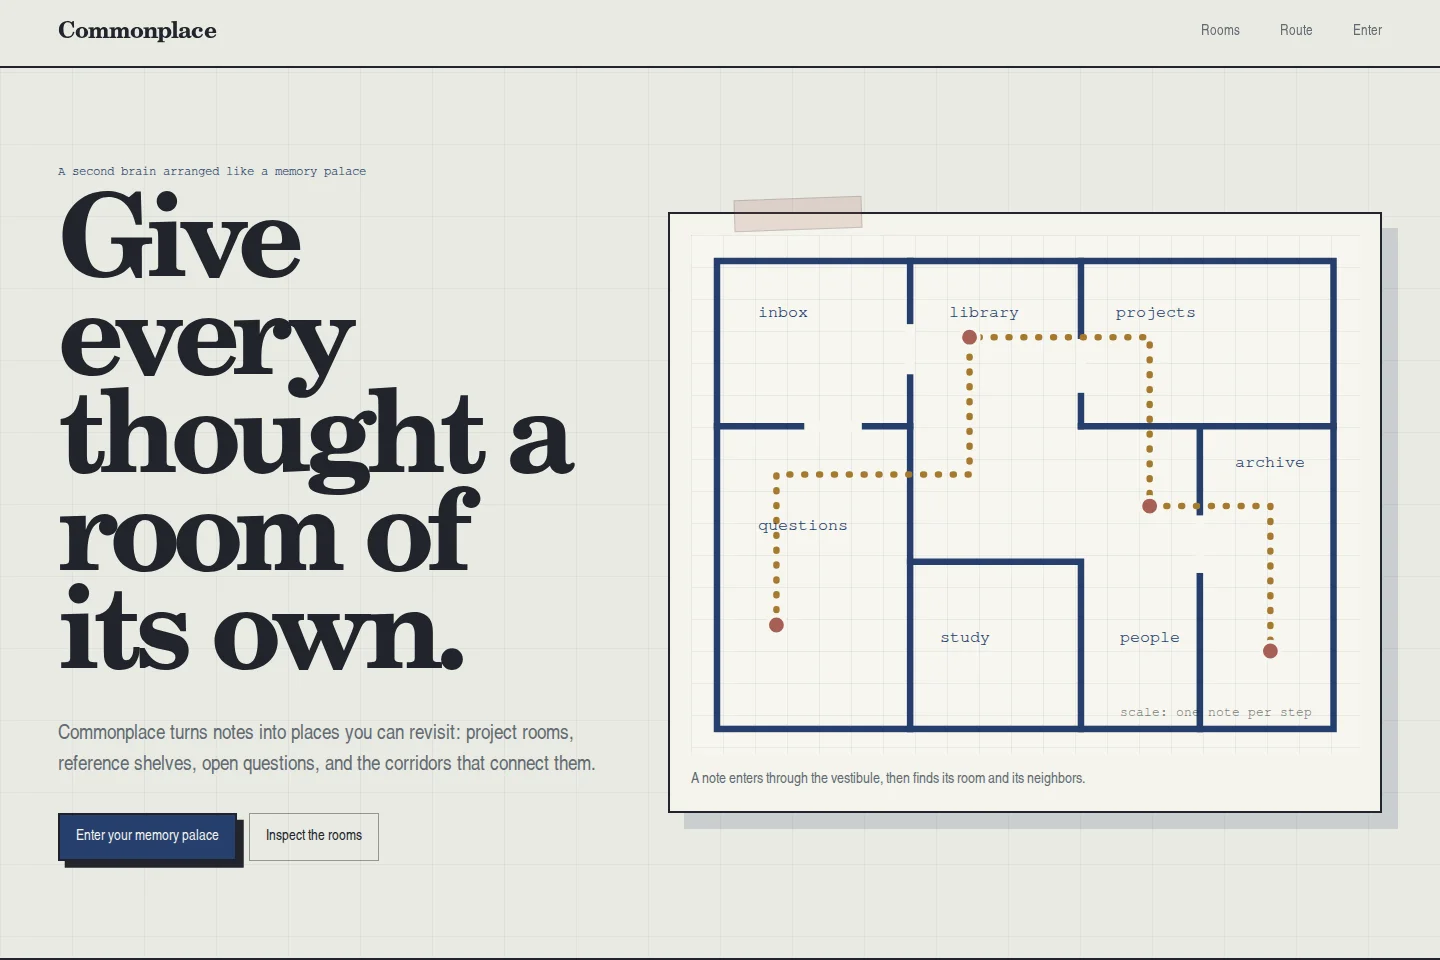 Commonplace
Rooms
Route
Enter
A second brain arranged like a memory palace
Give
every
thought a
room of
its own.
Commonplace turns notes into places you can revisit: project rooms,
reference shelves, open questions, and the corridors that connect them.
Enter your memory palace
Inspect the rooms
inbox
library
projects
archive
questions
study
people
scale: one note per step
A note enters through the vestibule, then finds its room and its neighbors.